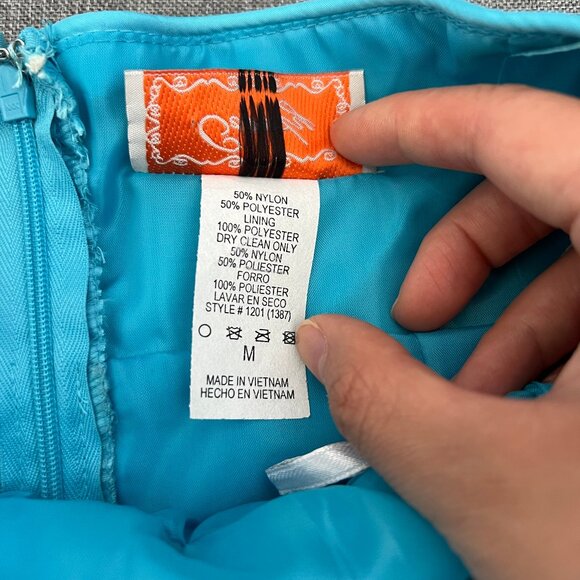 50% NYLON
50% POLYESTER
LINING
100% POLYESTER
DRY CLEAN ONLY
50% NYLON
50% POLIESTER
FORRO
100% POLIESTER
LAVAR EN SECO
STYLE # 1201 (1387)
M
MADE IN VIETNAM
HECHO EN VIETNAM